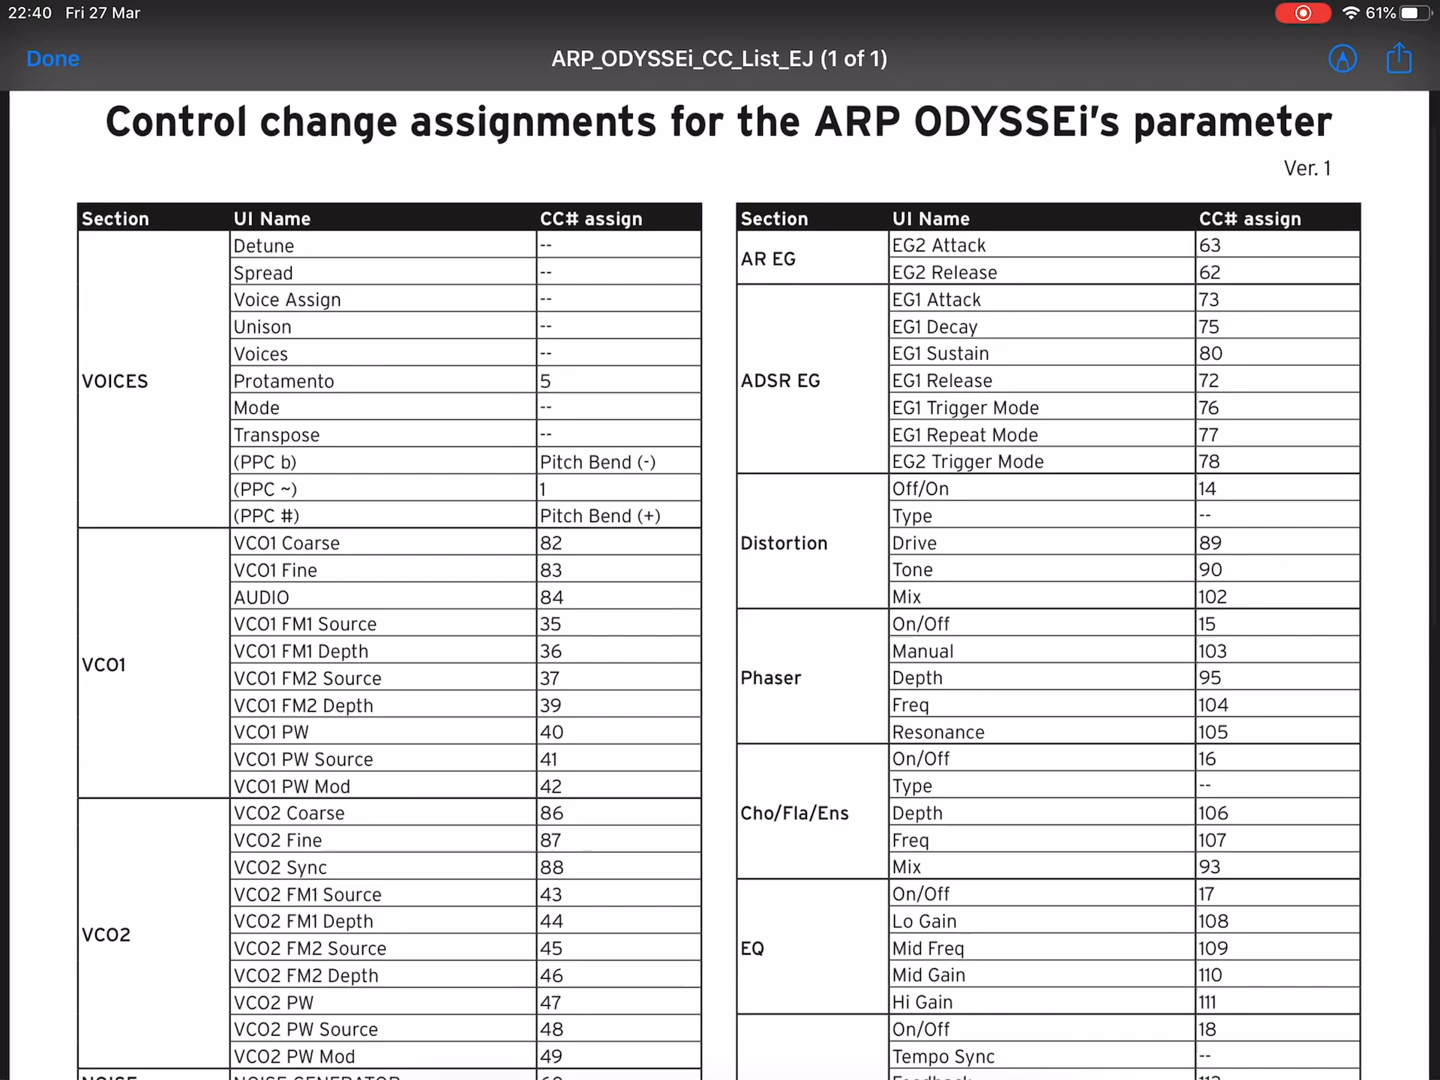 22:40 Fri 27 Mar
61%
Done
ARP_ODYSSEi_CC_List_EJ (1 of 1)
Control change assignments for the ARP ODYSSEi's parameter
Ver. 1
Section UI Name CC# assign
Detune --
Spread --
Voice Assign --
Unison --
Voices --
VOICES Protamento 5
Mode --
Transpose --
(PPC b) Pitch Bend (-)
(PPC ~) 1
(PPC #) Pitch Bend (+)
VCO1 Coarse 82
VCO1 Fine 83
AUDIO 84
VCO1 FM1 Source 35
VCO1 FM1 Depth 36
VCO1
VCO1 FM2 Source 37
VCO1 FM2 Depth 39
VCO1 PW 40
VCO1 PW Source 41
VCO1 PW Mod 42
VCO2 Coarse 86
VCO2 Fine 87
VCO2 Sync 88
VCO2 FM1 Source 43
VCO2 FM1 Depth 44
VCO2
VCO2 FM2 Source 45
VCO2 FM2 Depth 46
VCO2 PW 47
VCO2 PW Source 48
VCO2 PW Mod 49
NOISE NOISE GENERATOR
Section UI Name CC# assign
EG2 Attack 63
AR EG
EG2 Release 62
EG1 Attack 73
EG1 Decay 75
EG1 Sustain 80
ADSR EG EG1 Release 72
EG1 Trigger Mode 76
EG1 Repeat Mode 77
EG2 Trigger Mode 78
Off/On 14
Type --
Distortion Drive 89
Tone 90
Mix 102
On/Off 15
Manual 103
Phaser Depth 95
Freq 104
Resonance 105
On/Off 16
Type --
Cho/Fla/Ens Depth 106
Freq 107
Mix 93
On/Off 17
Lo Gain 108
EQ Mid Freq 109
Mid Gain 110
Hi Gain 111
On/Off 18
Tempo Sync --
Feedback